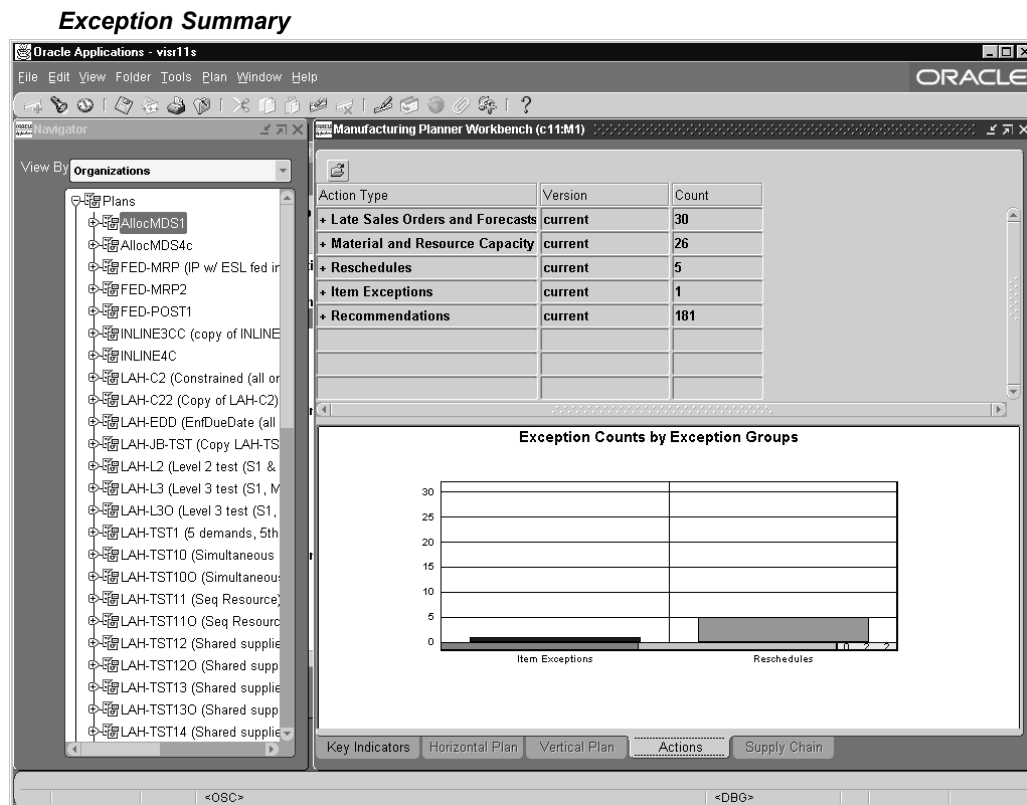 Exception Summary
Oracle Applications - visr11s
File Edit View Folder Tools Plan Window Help
ORACLE
Navigator
Manufacturing Planner Workbench (c11:M1)
View By Organizations
Plans
AllocMDS1
AllocMDS4c
FED-MRP (IP w/ ESL fed in
FED-MRP2
FED-POST1
INLINE3CC (copy of INLINE
INLINE4C
LAH-C2 (Constrained (all or
LAH-C22 (Copy of LAH-C2)
LAH-EDD (EnfDueDate (all
LAH-JB-TST (Copy LAH-TS
LAH-L2 (Level 2 test (S1 &
LAH-L3 (Level 3 test (S1, M
LAH-L3O (Level 3 test (S1,
LAH-TST1 (5 demands, 5th
LAH-TST10 (Simultaneous
LAH-TST10O (Simultaneou
LAH-TST11 (Seq Resource)
LAH-TST11O (Seq Resourc
LAH-TST12 (Shared supplie
LAH-TST12O (Shared supp
LAH-TST13 (Shared supplie
LAH-TST13O (Shared supp
LAH-TST14 (Shared supplie
Action Type Version Count
+ Late Sales Orders and Forecasts current 30
+ Material and Resource Capacity current 26
+ Reschedules current 5
+ Item Exceptions current 1
+ Recommendations current 181
Exception Counts by Exception Groups
30
25
20
15
10
5
0
0 2 2
Item Exceptions Reschedules
Key Indicators Horizontal Plan Vertical Plan Actions Supply Chain
<OSC> <DBG>